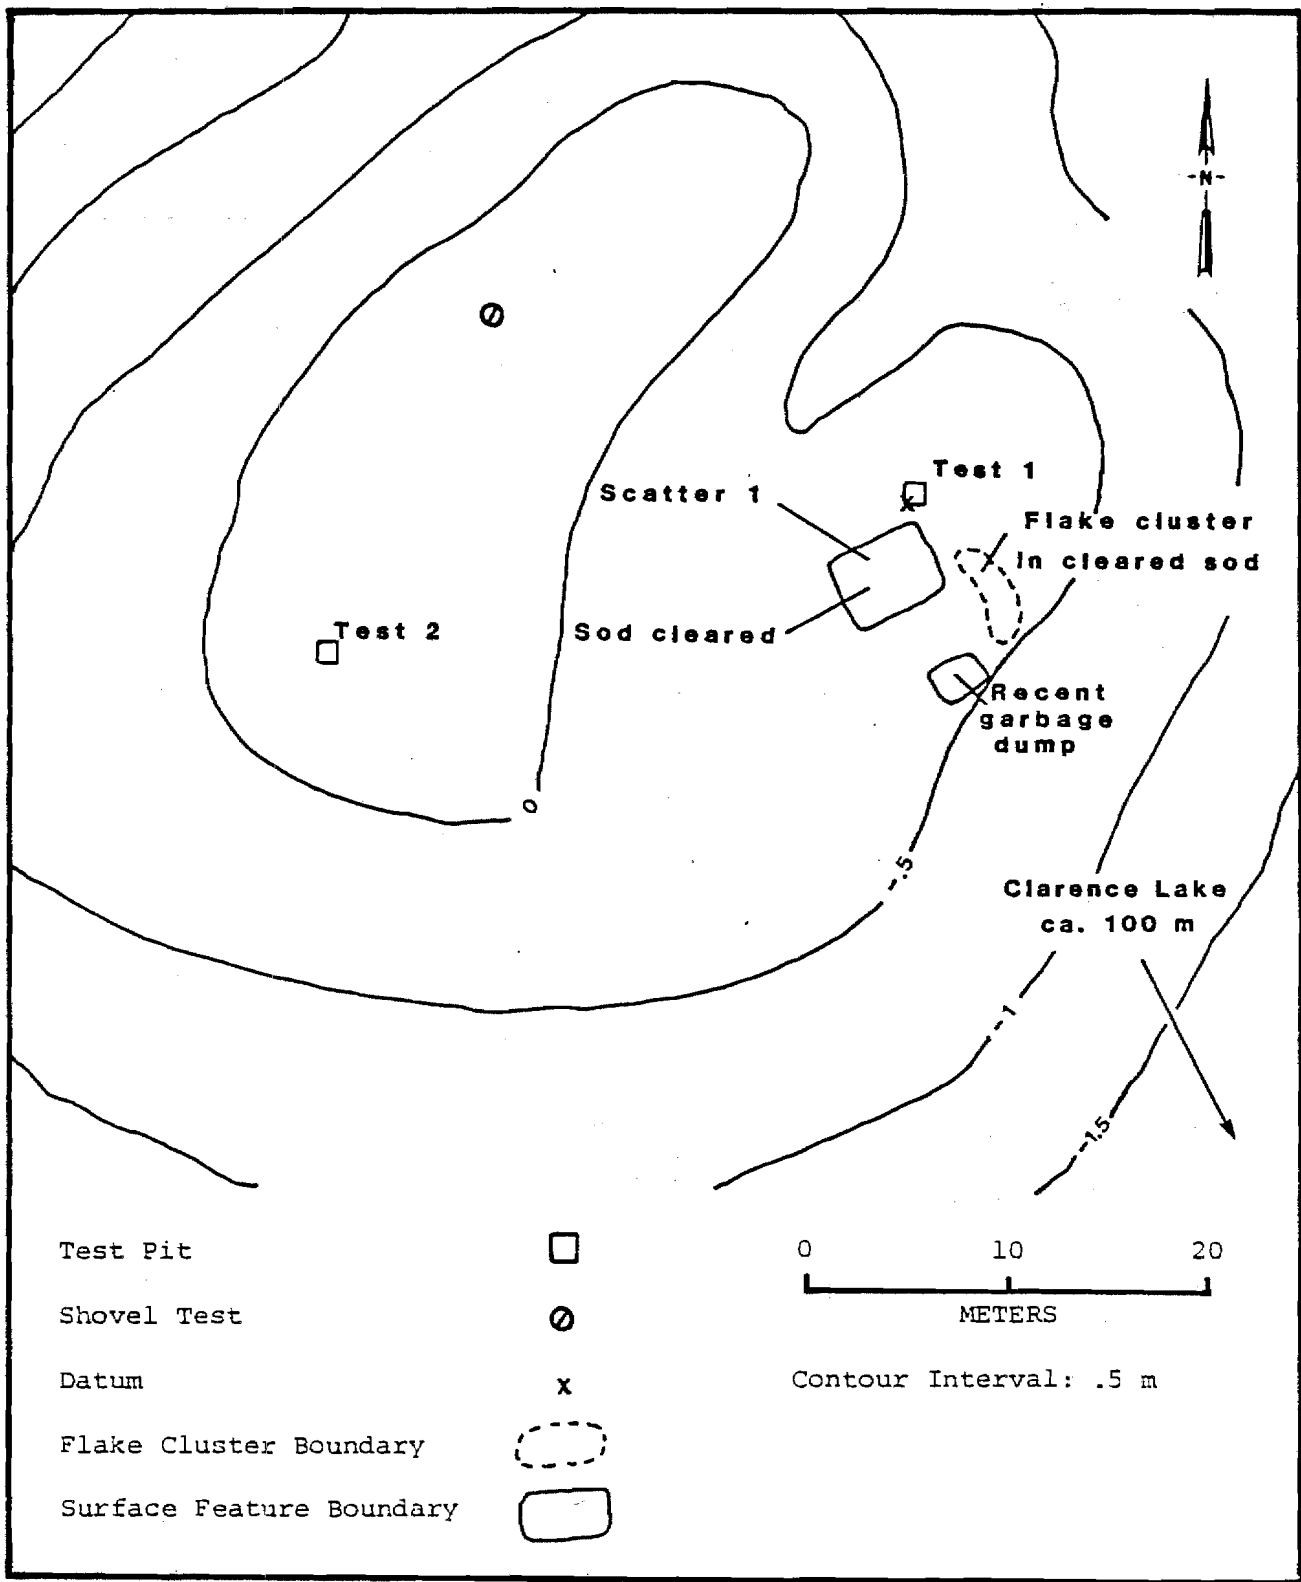 -N-
Test 1
Scatter 1
x
Flake cluster
In cleared sod
Sod cleared
Test 2
Recent
garbage
dump
0
-.5
Clarence Lake
ca. 100 m
-1
-1.5
Test Pit
Shovel Test
Datum
x
Flake Cluster Boundary
Surface Feature Boundary
0 10 20
METERS
Contour Interval: .5 m